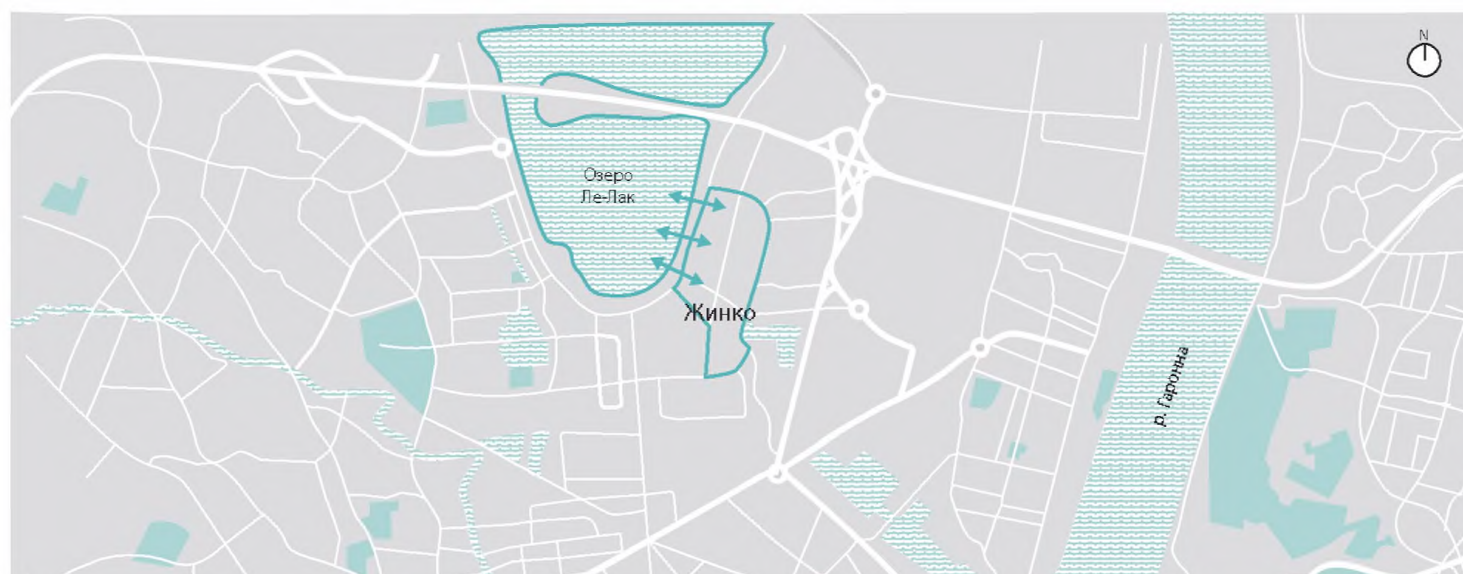 N
Озеро
Ле-Лак
Жинко
р. Гаронна